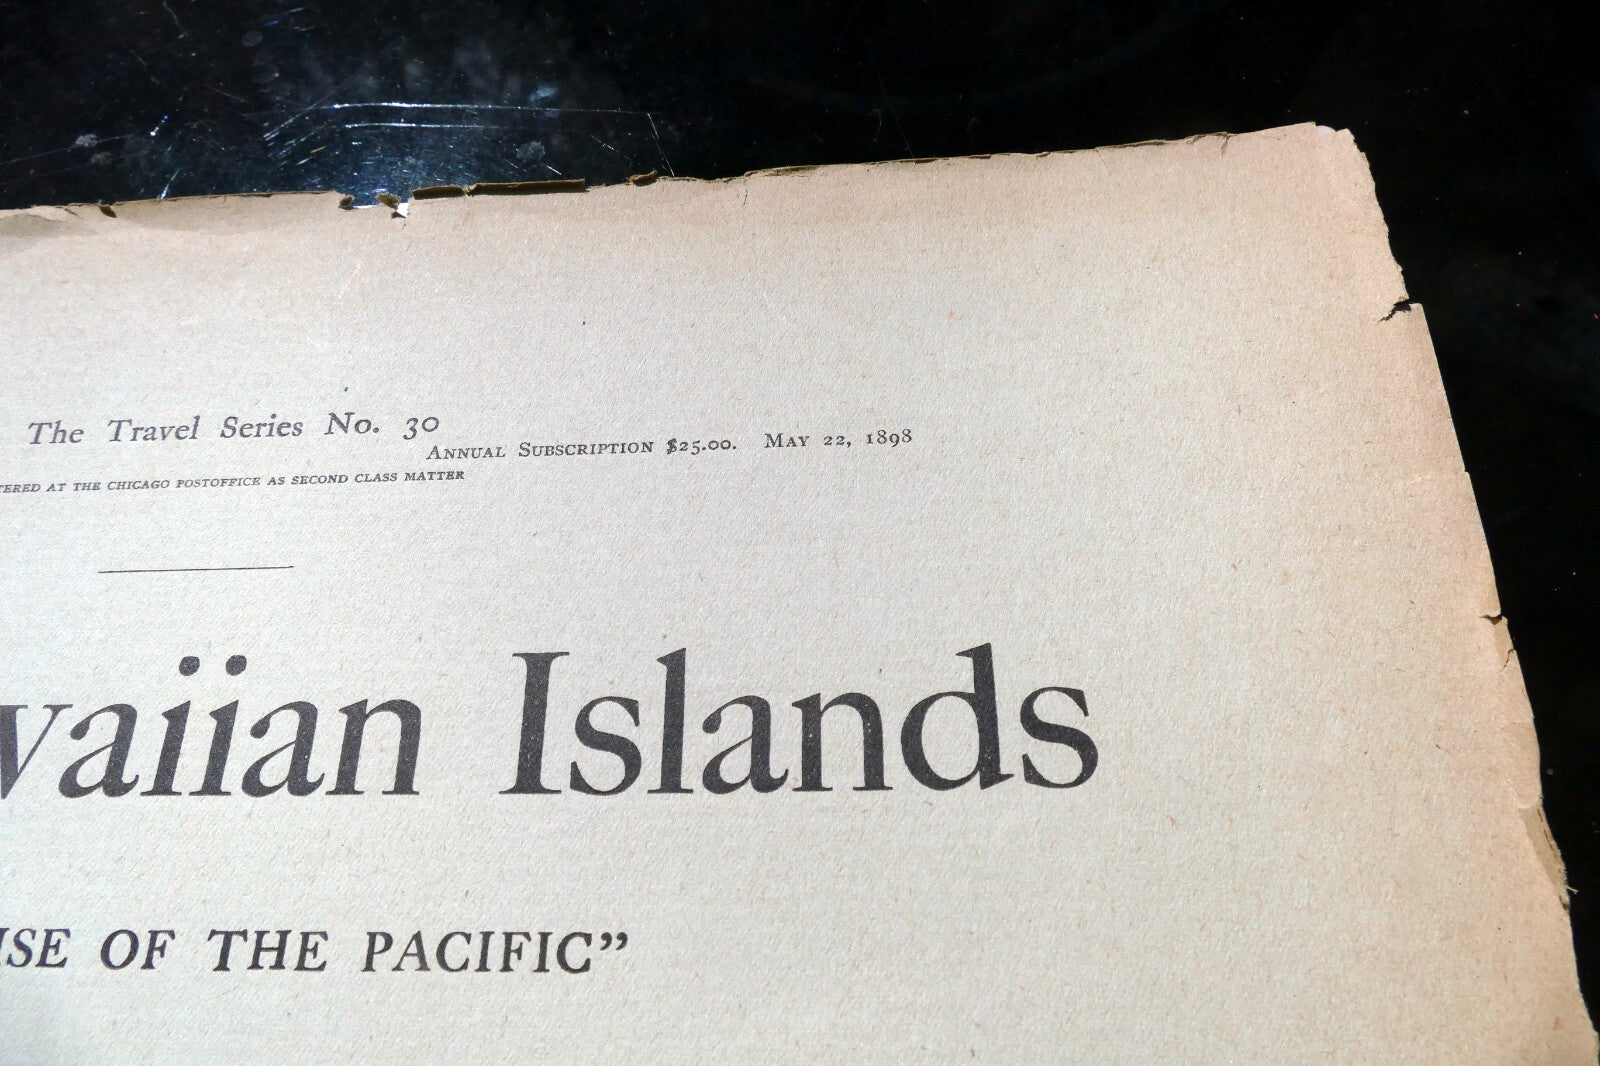 The Travel Series No. 30
Annual Subscription $25.00. May 22, 1898
TERED AT THE CHICAGO POSTOFFICE AS SECOND CLASS MATTER
waiian Islands
ISE OF THE PACIFIC”